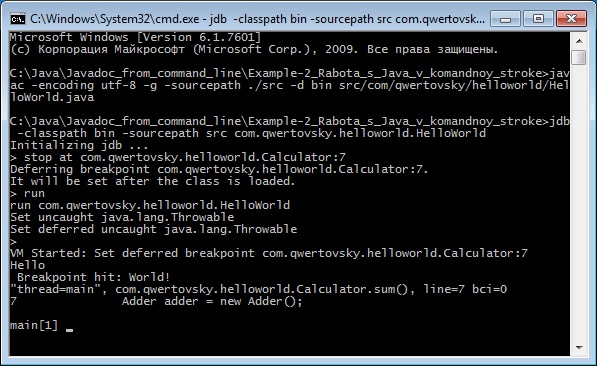 C:\Windows\System32\cmd.exe - jdb -classpath bin -sourcepath src com.qwertovsk...
Microsoft Windows [Version 6.1.7601]
(c) Корпорация Майкрософт (Microsoft Corp.), 2009. Все права защищены.
C:\Java\Javadoc_from_command_line\Example-2_Rabota_s_Java_v_komandnoy_stroke>jav
ac -encoding utf-8 -g -sourcepath ./src -d bin src/com/qwertovsky/helloworld/Hel
loWorld.java
C:\Java\Javadoc_from_command_line\Example-2_Rabota_s_Java_v_komandnoy_stroke>jdb
-classpath bin -sourcepath src com.qwertovsky.helloworld.HelloWorld
Initializing jdb ...
> stop at com.qwertovsky.helloworld.Calculator:7
Deferring breakpoint com.qwertovsky.helloworld.Calculator:7.
It will be set after the class is loaded.
> run
run com.qwertovsky.helloworld.HelloWorld
Set uncaught java.lang.Throwable
Set deferred uncaught java.lang.Throwable
>
VM Started: Set deferred breakpoint com.qwertovsky.helloworld.Calculator:7
Hello
Breakpoint hit: World!
"thread=main", com.qwertovsky.helloworld.Calculator.sum(), line=7 bci=0
7 Adder adder = new Adder();
main[1] _